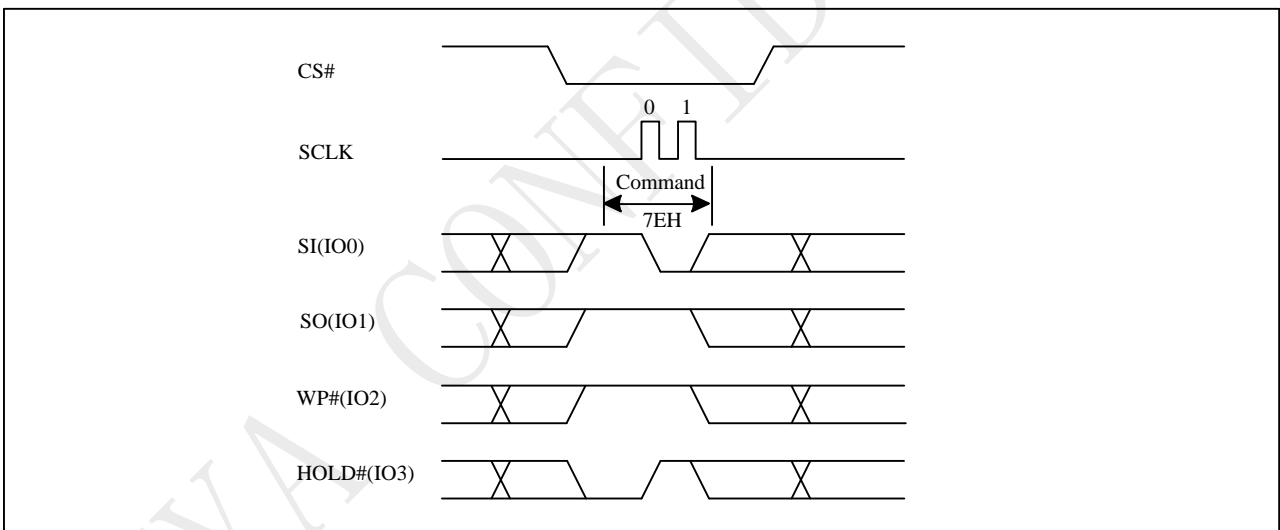 CS#
0 1
SCLK
Command
7EH
SI(IO0)
SO(IO1)
WP#(IO2)
HOLD#(IO3)